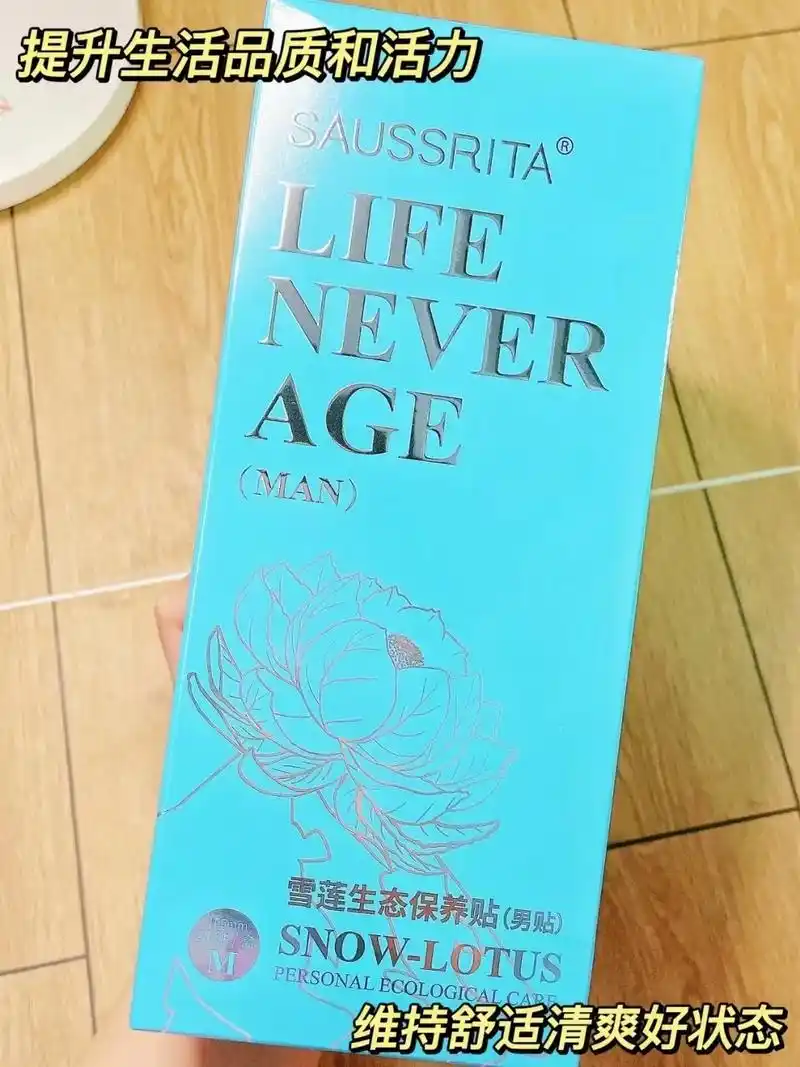 提升生活品质和活力
SAUSSRITA®
LIFE
NEVER
AGE
(MAN)
雪莲生态保养贴(男贴)
M
SNOW-LOTUS
PERSONAL ECOLOGICAL CARE
维持舒适清爽好状态